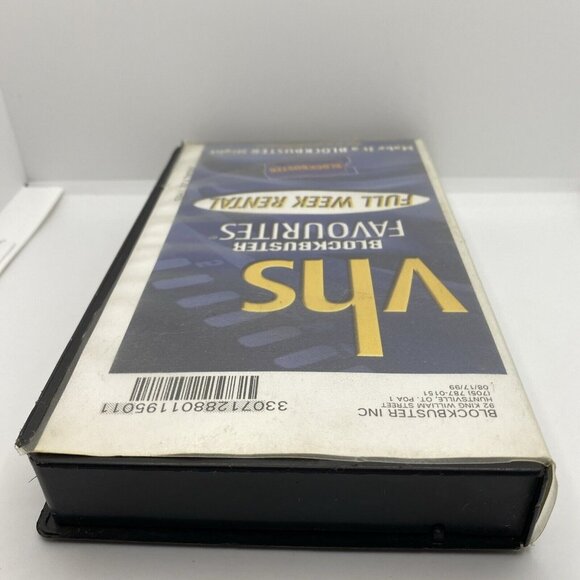 Make it a BLOCKBUSTER Night
BLOCKBUSTER
FULL WEEK RENTAL
BLOCKBUSTER
FAVOURITES
vhs
BLOCKBUSTER INC
92 KING WILLIAM STREET
HUNTSVILLE, OT. P0A 1
(705) 787-0151
08/17/99
3307128801195011